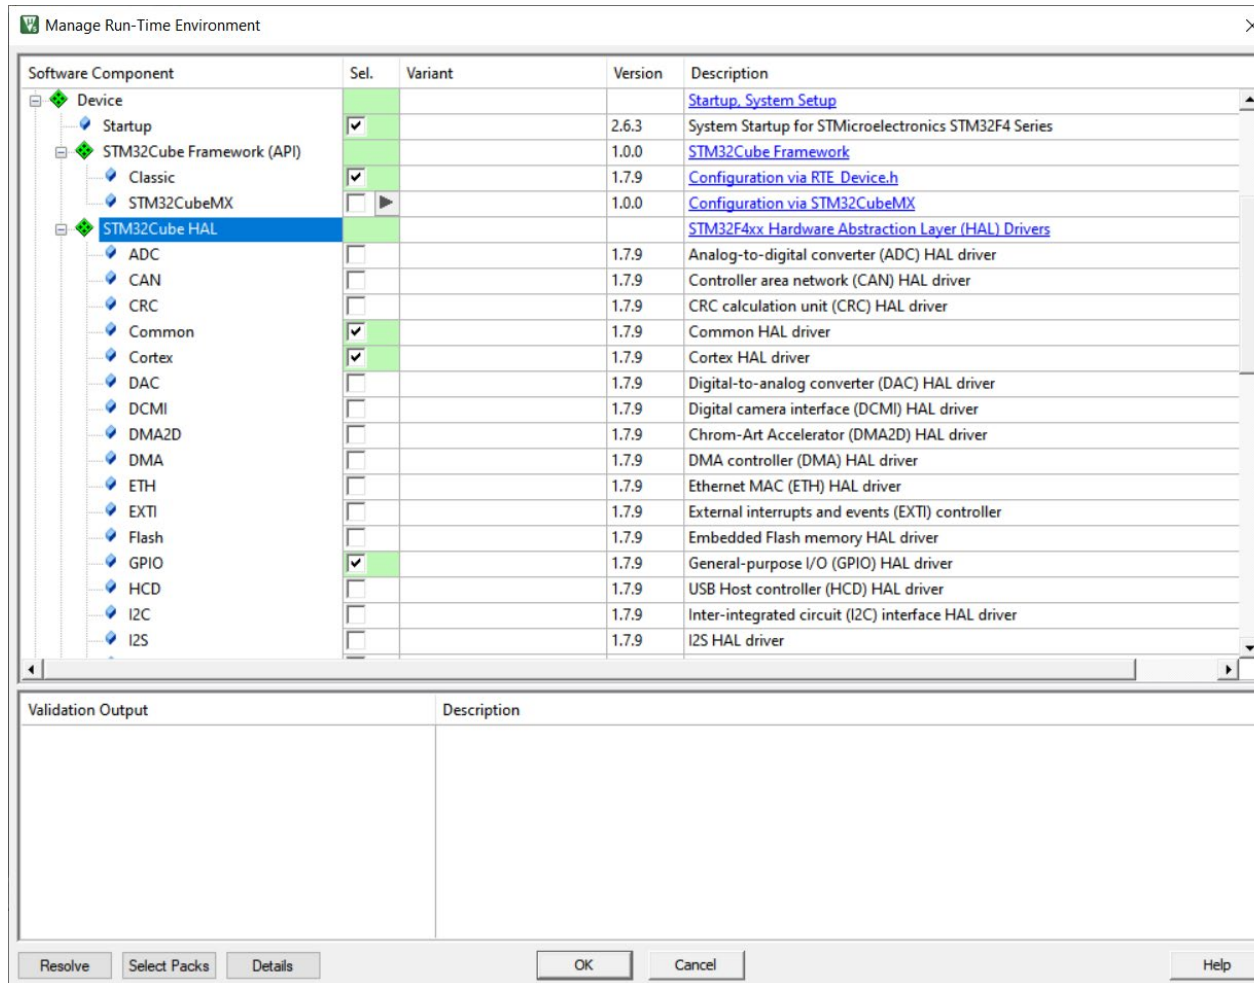 Manage Run-Time Environment
Software Component Sel. Variant Version Description
Device Startup, System Setup
Startup 2.6.3 System Startup for STMicroelectronics STM32F4 Series
STM32Cube Framework (API) 1.0.0 STM32Cube Framework
Classic 1.7.9 Configuration via RTE_Device.h
STM32CubeMX 1.0.0 Configuration via STM32CubeMX
STM32Cube HAL STM32F4xx Hardware Abstraction Layer (HAL) Drivers
ADC 1.7.9 Analog-to-digital converter (ADC) HAL driver
CAN 1.7.9 Controller area network (CAN) HAL driver
CRC 1.7.9 CRC calculation unit (CRC) HAL driver
Common 1.7.9 Common HAL driver
Cortex 1.7.9 Cortex HAL driver
DAC 1.7.9 Digital-to-analog converter (DAC) HAL driver
DCMI 1.7.9 Digital camera interface (DCMI) HAL driver
DMA2D 1.7.9 Chrom-Art Accelerator (DMA2D) HAL driver
DMA 1.7.9 DMA controller (DMA) HAL driver
ETH 1.7.9 Ethernet MAC (ETH) HAL driver
EXTI 1.7.9 External interrupts and events (EXTI) controller
Flash 1.7.9 Embedded Flash memory HAL driver
GPIO 1.7.9 General-purpose I/O (GPIO) HAL driver
HCD 1.7.9 USB Host controller (HCD) HAL driver
I2C 1.7.9 Inter-integrated circuit (I2C) interface HAL driver
I2S 1.7.9 I2S HAL driver
Validation Output Description
Resolve Select Packs Details OK Cancel Help